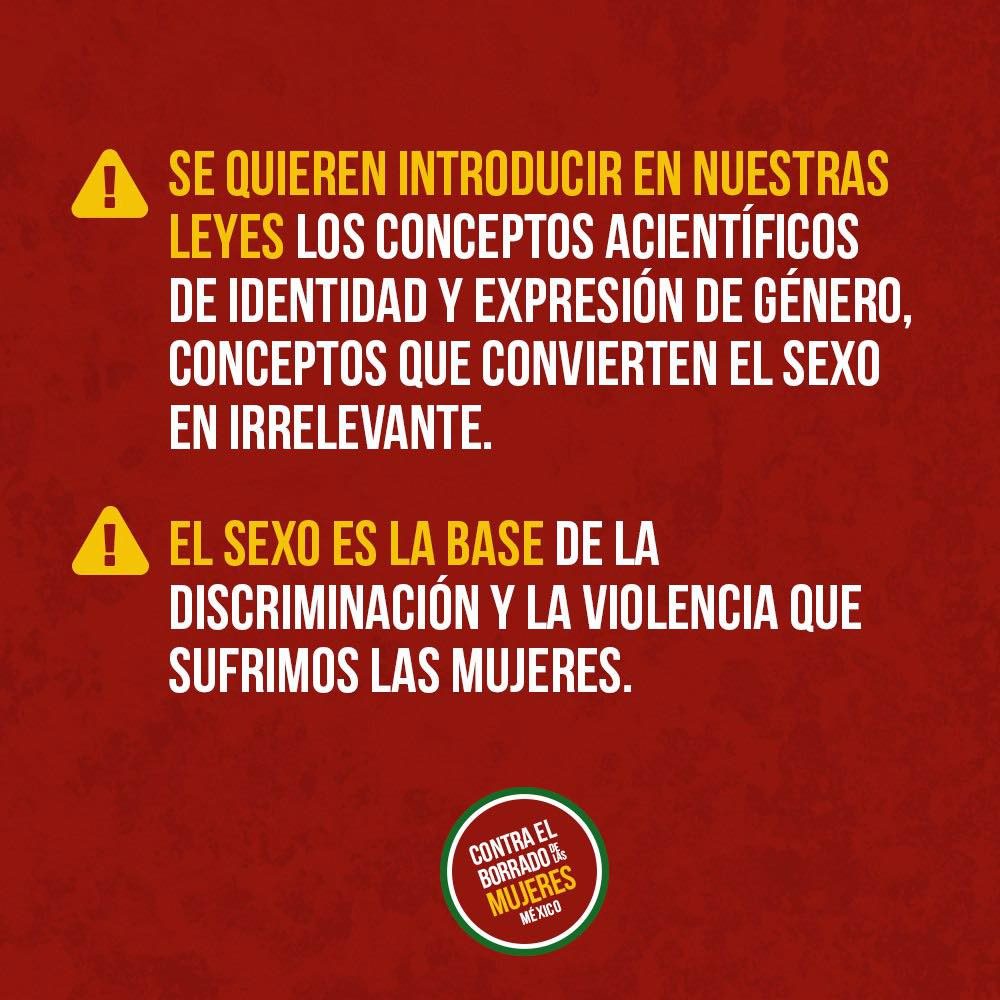 SE QUIEREN INTRODUCIR EN NUESTRAS
LEYES LOS CONCEPTOS ACIENTÍFICOS
DE IDENTIDAD Y EXPRESIÓN DE GÉNERO,
CONCEPTOS QUE CONVIERTEN EL SEXO
EN IRRELEVANTE.
EL SEXO ES LA BASE DE LA
DISCRIMINACIÓN Y LA VIOLENCIA QUE
SUFRIMOS LAS MUJERES.
CONTRA EL
BORRADO DE LAS
MUJERES
MÉXICO